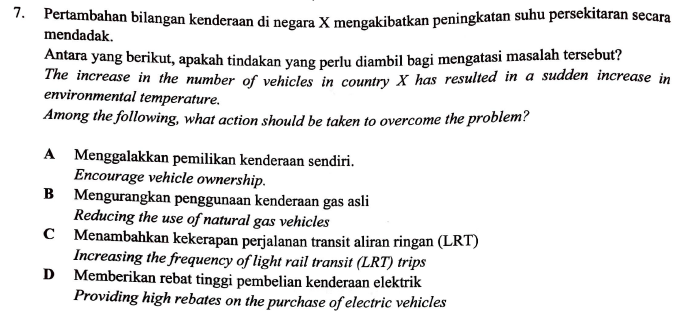 7. Pertambahan bilangan kenderaan di negara X mengakibatkan peningkatan suhu persekitaran secara
mendadak.
Antara yang berikut, apakah tindakan yang perlu diambil bagi mengatasi masalah tersebut?
The increase in the number of vehicles in country X has resulted in a sudden increase in
environmental temperature.
Among the following, what action should be taken to overcome the problem?
A Menggalakkan pemilikan kenderaan sendiri.
Encourage vehicle ownership.
B Mengurangkan penggunaan kenderaan gas asli
Reducing the use of natural gas vehicles
C Menambahkan kekerapan perjalanan transit aliran ringan (LRT)
Increasing the frequency of light rail transit (LRT) trips
D Memberikan rebat tinggi pembelian kenderaan elektrik
Providing high rebates on the purchase of electric vehicles